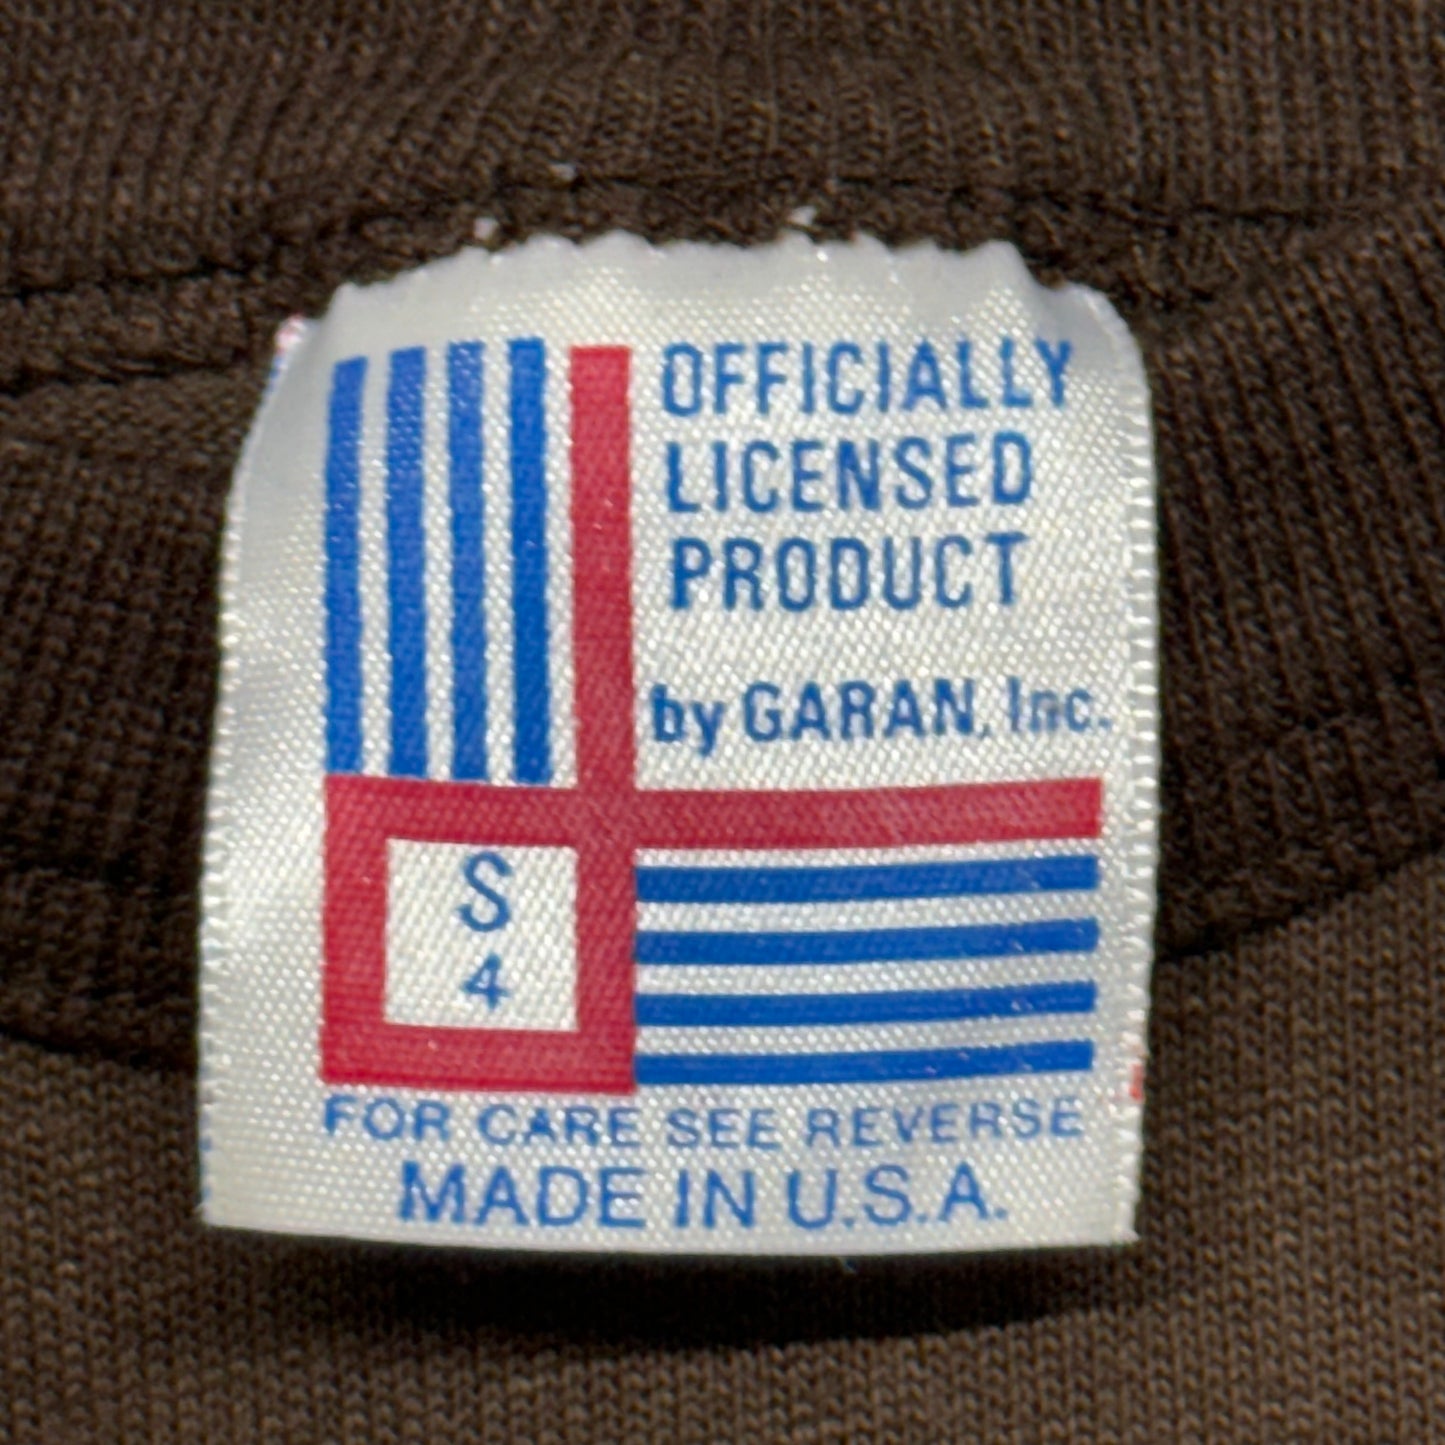 OFFICIALLY
LICENSED
PRODUCT
by GARAN, Inc.
S
4
FOR CARE SEE REVERSE
MADE IN U.S.A.